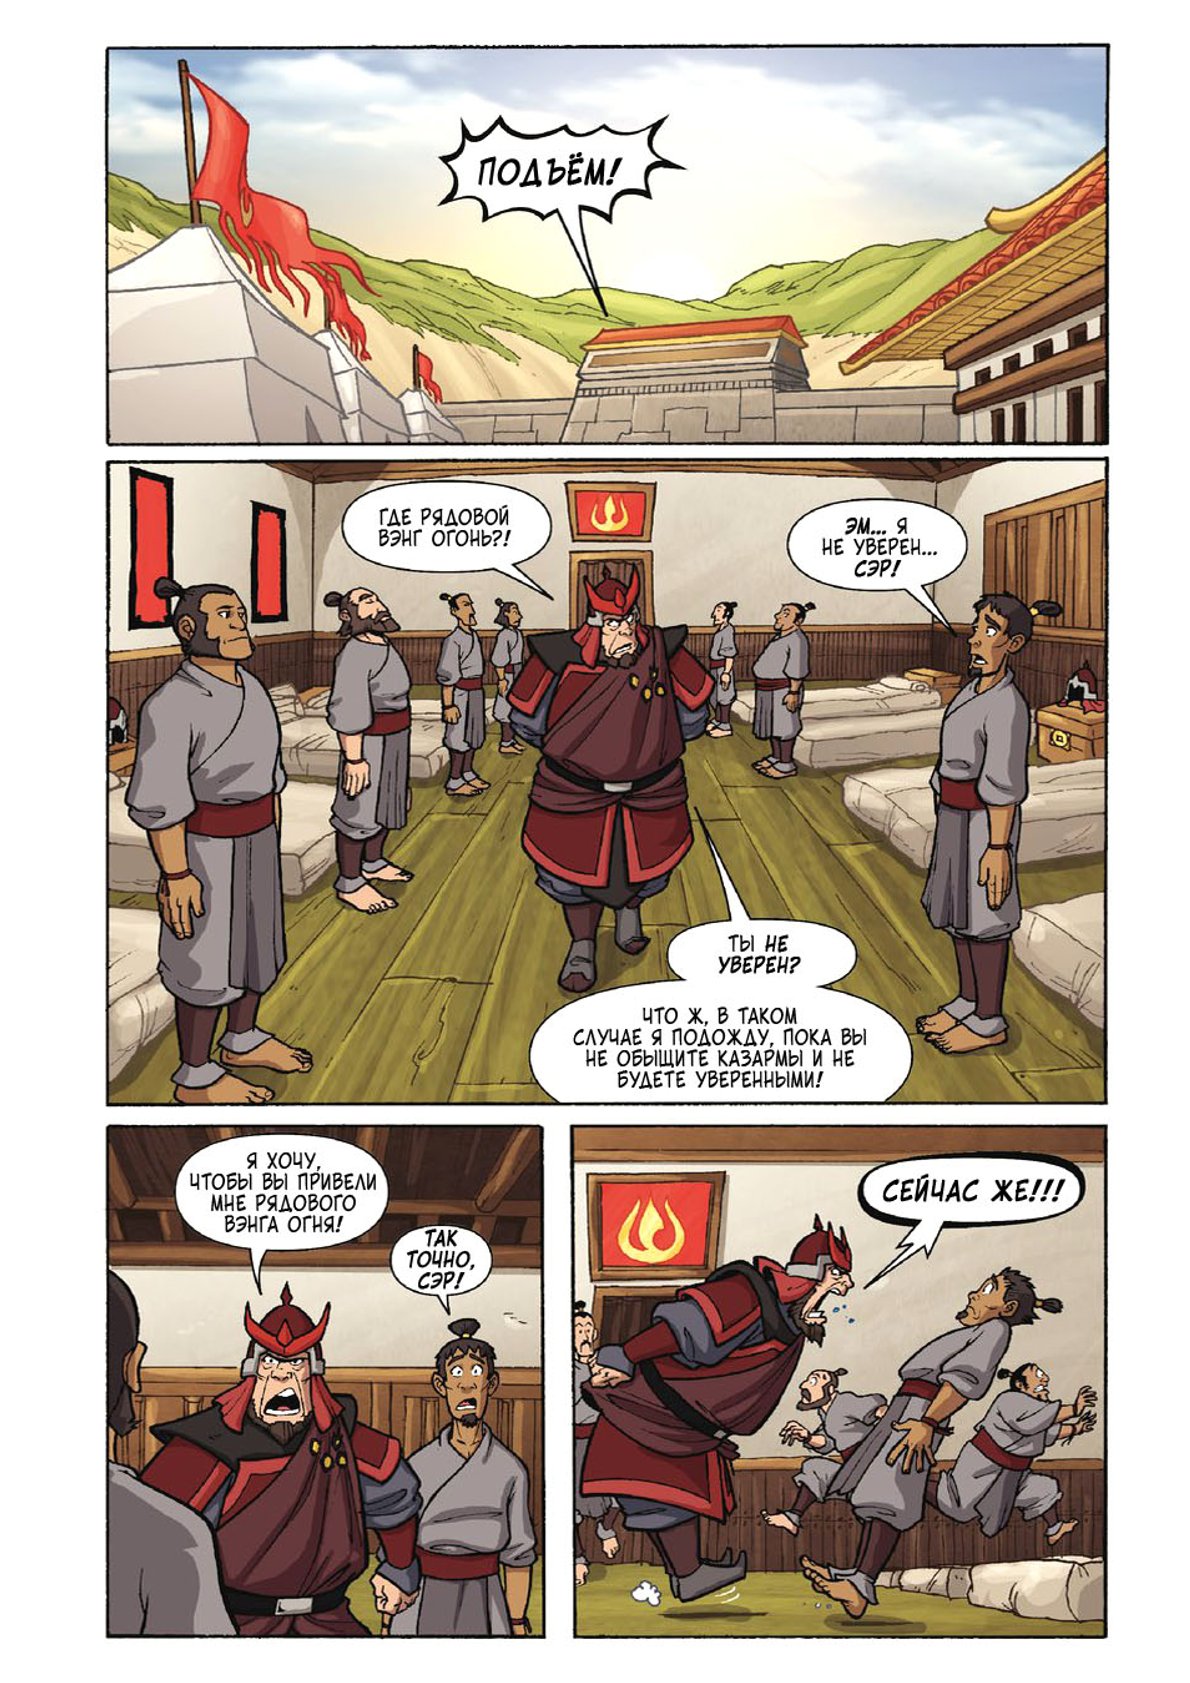 ПОДЪЁМ!
ГДЕ РЯДОВОЙ
ВЭНГ ОГОНЬ?!
ЭМ... Я
НЕ УВЕРЕН...
СЭР!
ТЫ НЕ
УВЕРЕН?
ЧТО Ж, В ТАКОМ
СЛУЧАЕ Я ПОДОЖДУ, ПОКА ВЫ
НЕ ОБЫЩИТЕ КАЗАРМЫ И НЕ
БУДЕТЕ УВЕРЕННЫМИ!
Я ХОЧУ,
ЧТОБЫ ВЫ ПРИВЕЛИ
МНЕ РЯДОВОГО
ВЭНГА ОГНЯ!
ТАК
ТОЧНО,
СЭР!
СЕЙЧАС ЖЕ!!!